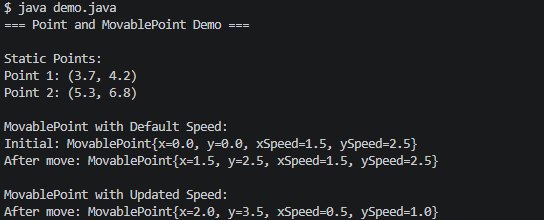 $ java demo.java
=== Point and MovablePoint Demo ===
Static Points:
Point 1: (3.7, 4.2)
Point 2: (5.3, 6.8)
MovablePoint with Default Speed:
Initial: MovablePoint{x=0.0, y=0.0, xSpeed=1.5, ySpeed=2.5}
After move: MovablePoint{x=1.5, y=2.5, xSpeed=1.5, ySpeed=2.5}
MovablePoint with Updated Speed:
After move: MovablePoint{x=2.0, y=3.5, xSpeed=0.5, ySpeed=1.0}